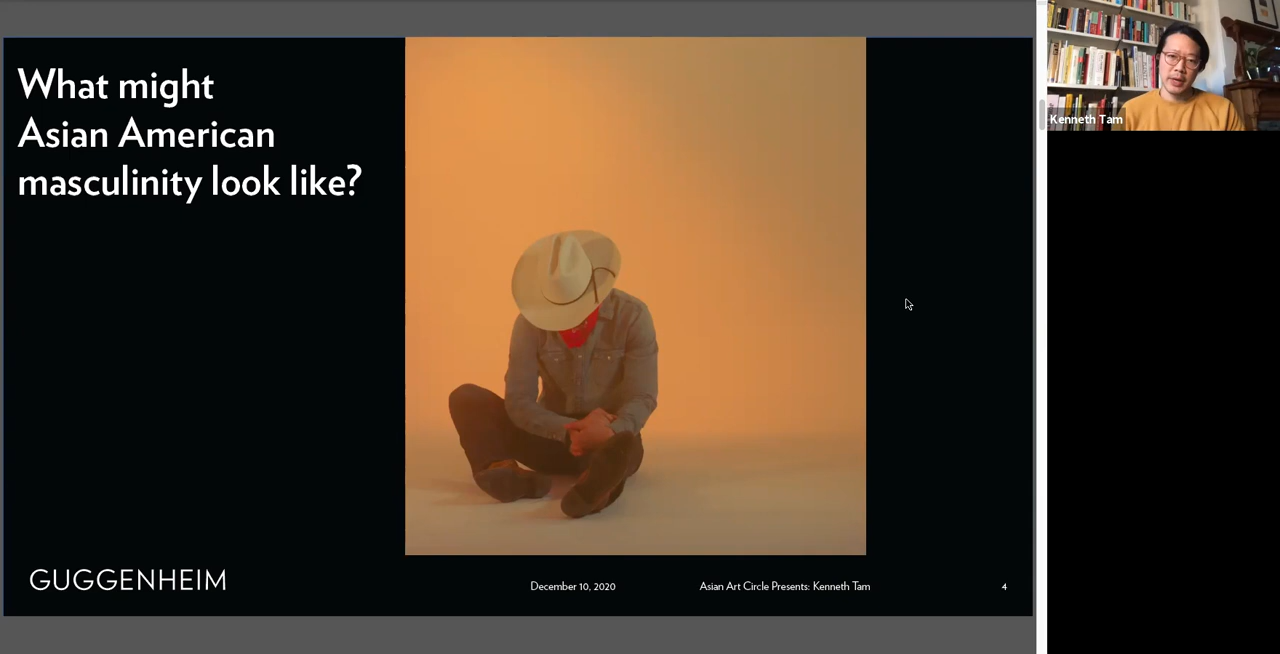 What might
Asian American
masculinity look like?
Kenneth Tam
GUGGENHEIM
December 10, 2020
Asian Art Circle Presents: Kenneth Tam
4